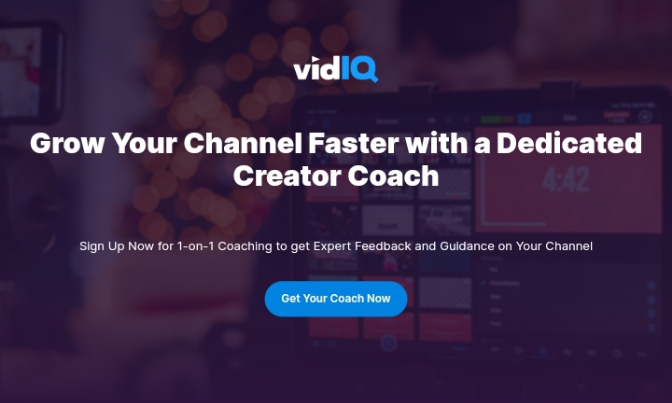 vidIQ
Grow Your Channel Faster with a Dedicated
Creator Coach
Sign Up Now for 1-on-1 Coaching to get Expert Feedback and Guidance on Your Channel
Get Your Coach Now
4:42